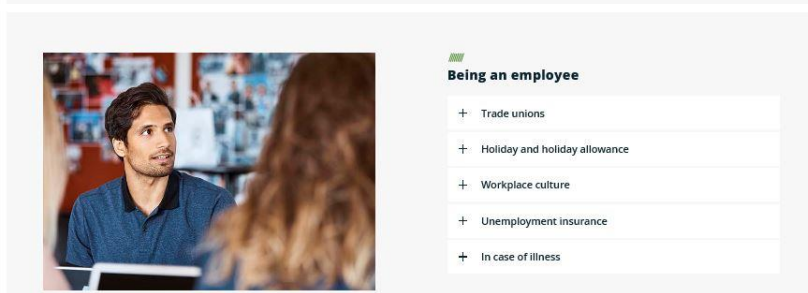 Being an employee
Trade unions
Holiday and holiday allowance
Workplace culture
Unemployment insurance
In case of illness